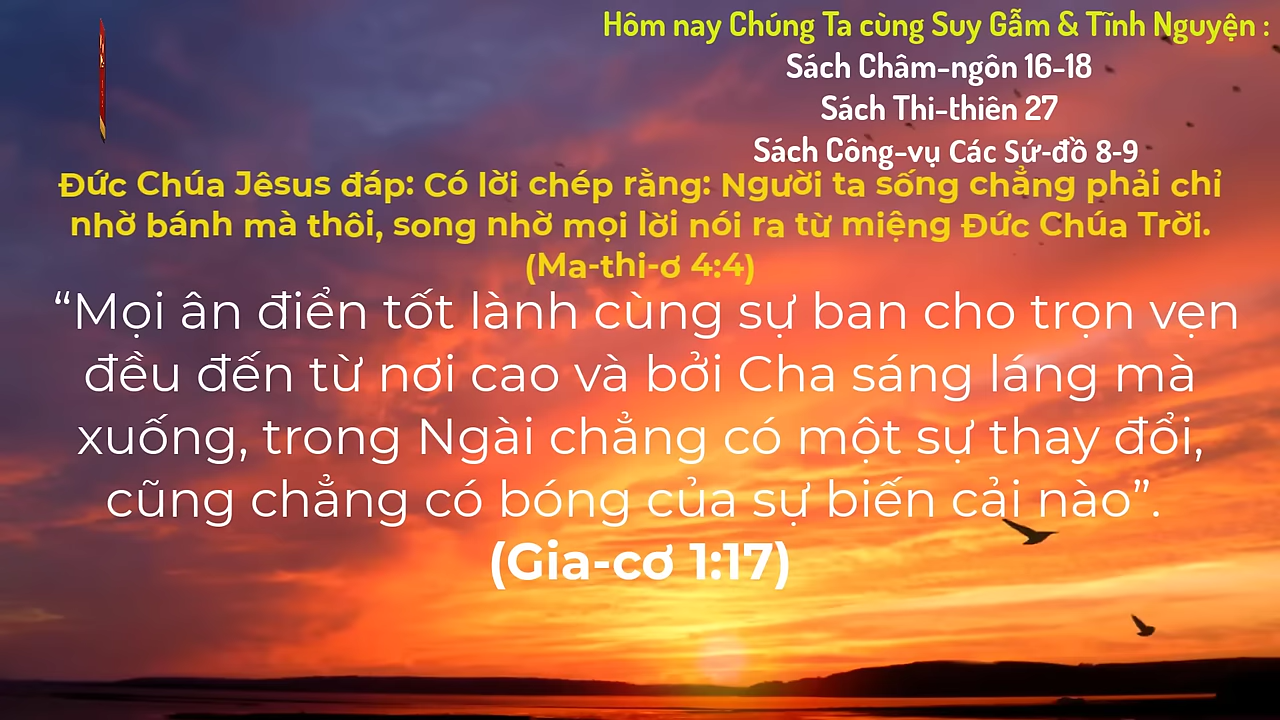 Hôm nay Chúng Ta cùng Suy Gẫm & Tĩnh Nguyện :
Sách Châm-ngôn 16-18
Sách Thi-thiên 27
Sách Công-vụ Các Sứ-đồ 8-9
Đức Chúa Jêsus đáp: Có lời chép rằng: Người ta sống chẳng phải chỉ
nhờ bánh mà thôi, song nhờ mọi lời nói ra từ miệng Đức Chúa Trời.
(Ma-thi-ơ 4:4)
“Mọi ân điển tốt lành cùng sự ban cho trọn vẹn
đều đến từ nơi cao và bởi Cha sáng láng mà
xuống, trong Ngài chẳng có một sự thay đổi,
cũng chẳng có bóng của sự biến cải nào”.
(Gia-cơ 1:17)